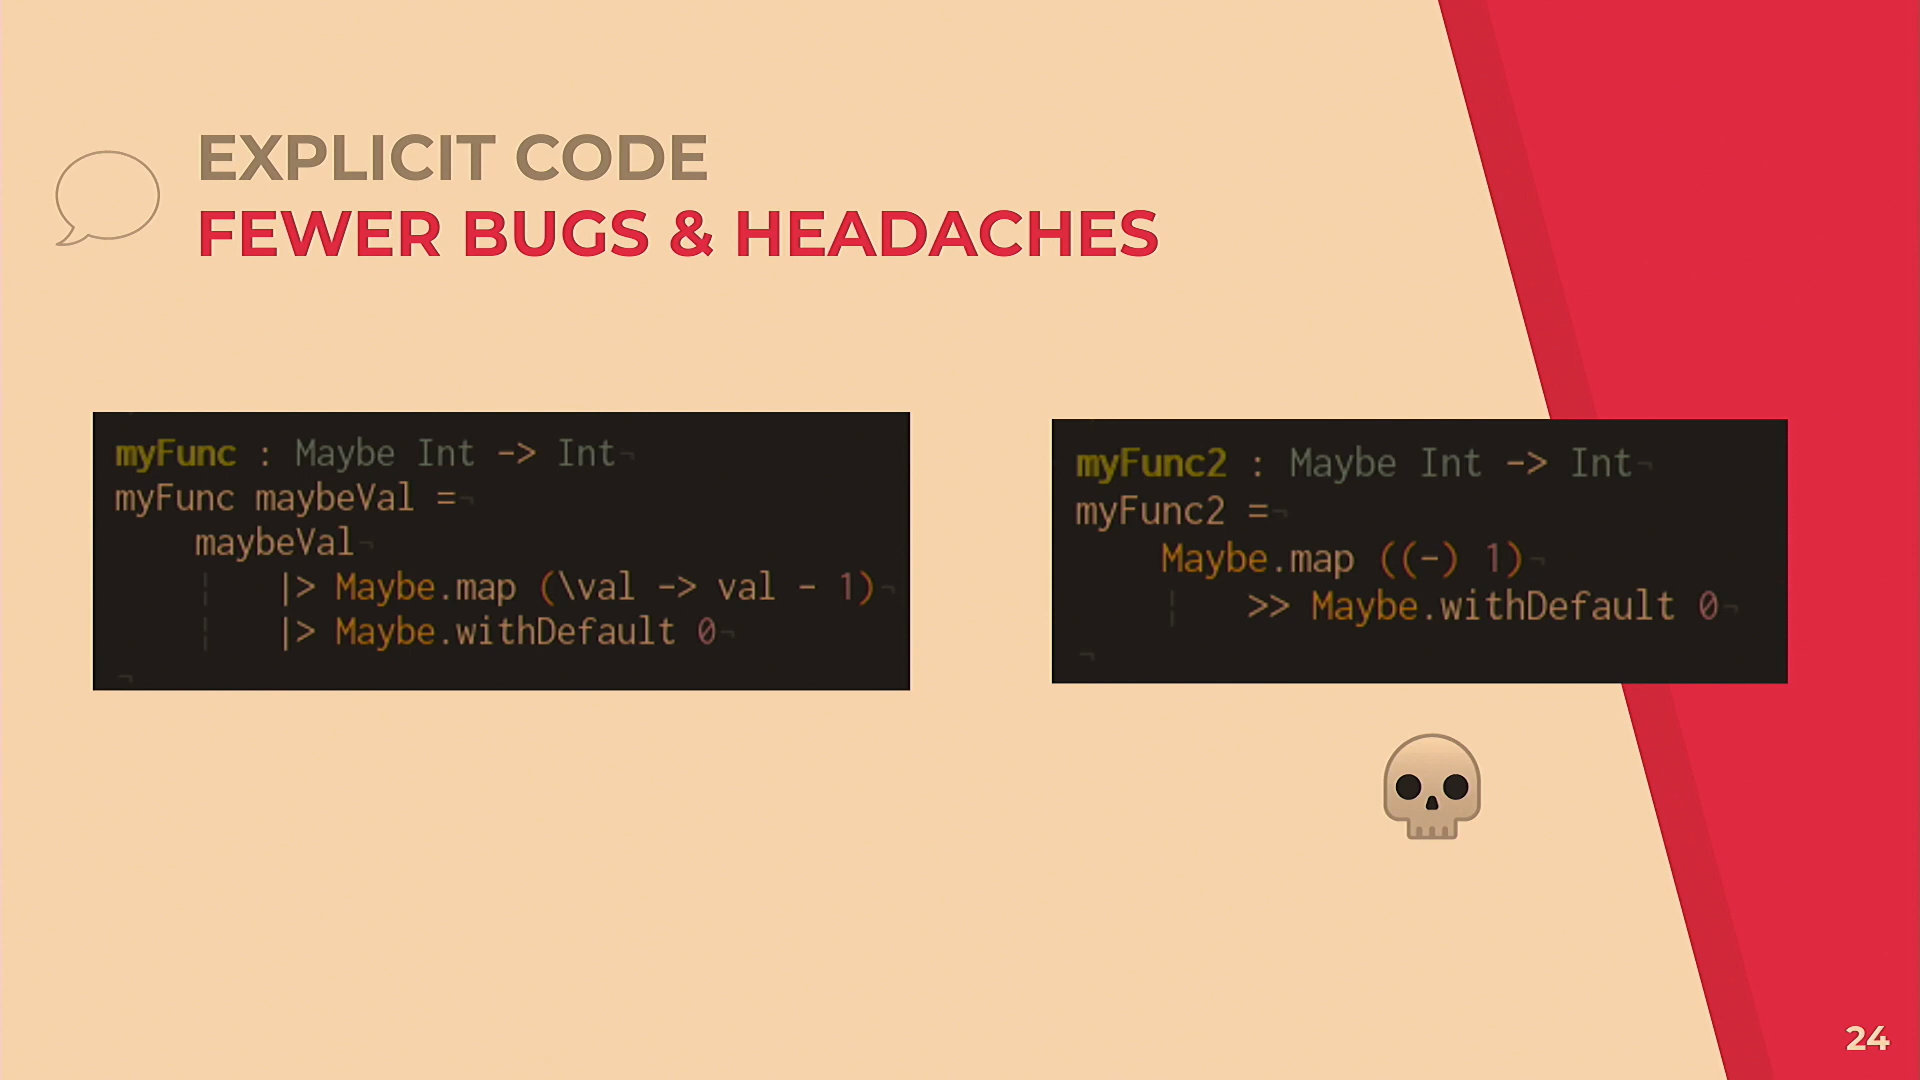 EXPLICIT CODE
FEWER BUGS & HEADACHES
myFunc : Maybe Int -> Int¬
myFunc maybeVal =¬
    maybeVal¬
    ¦   |> Maybe.map (\val -> val - 1)¬
    ¦   |> Maybe.withDefault 0¬
¬
myFunc2 : Maybe Int -> Int¬
myFunc2 =¬
    Maybe.map ((-) 1)¬
    ¦   >> Maybe.withDefault 0¬
¬
24